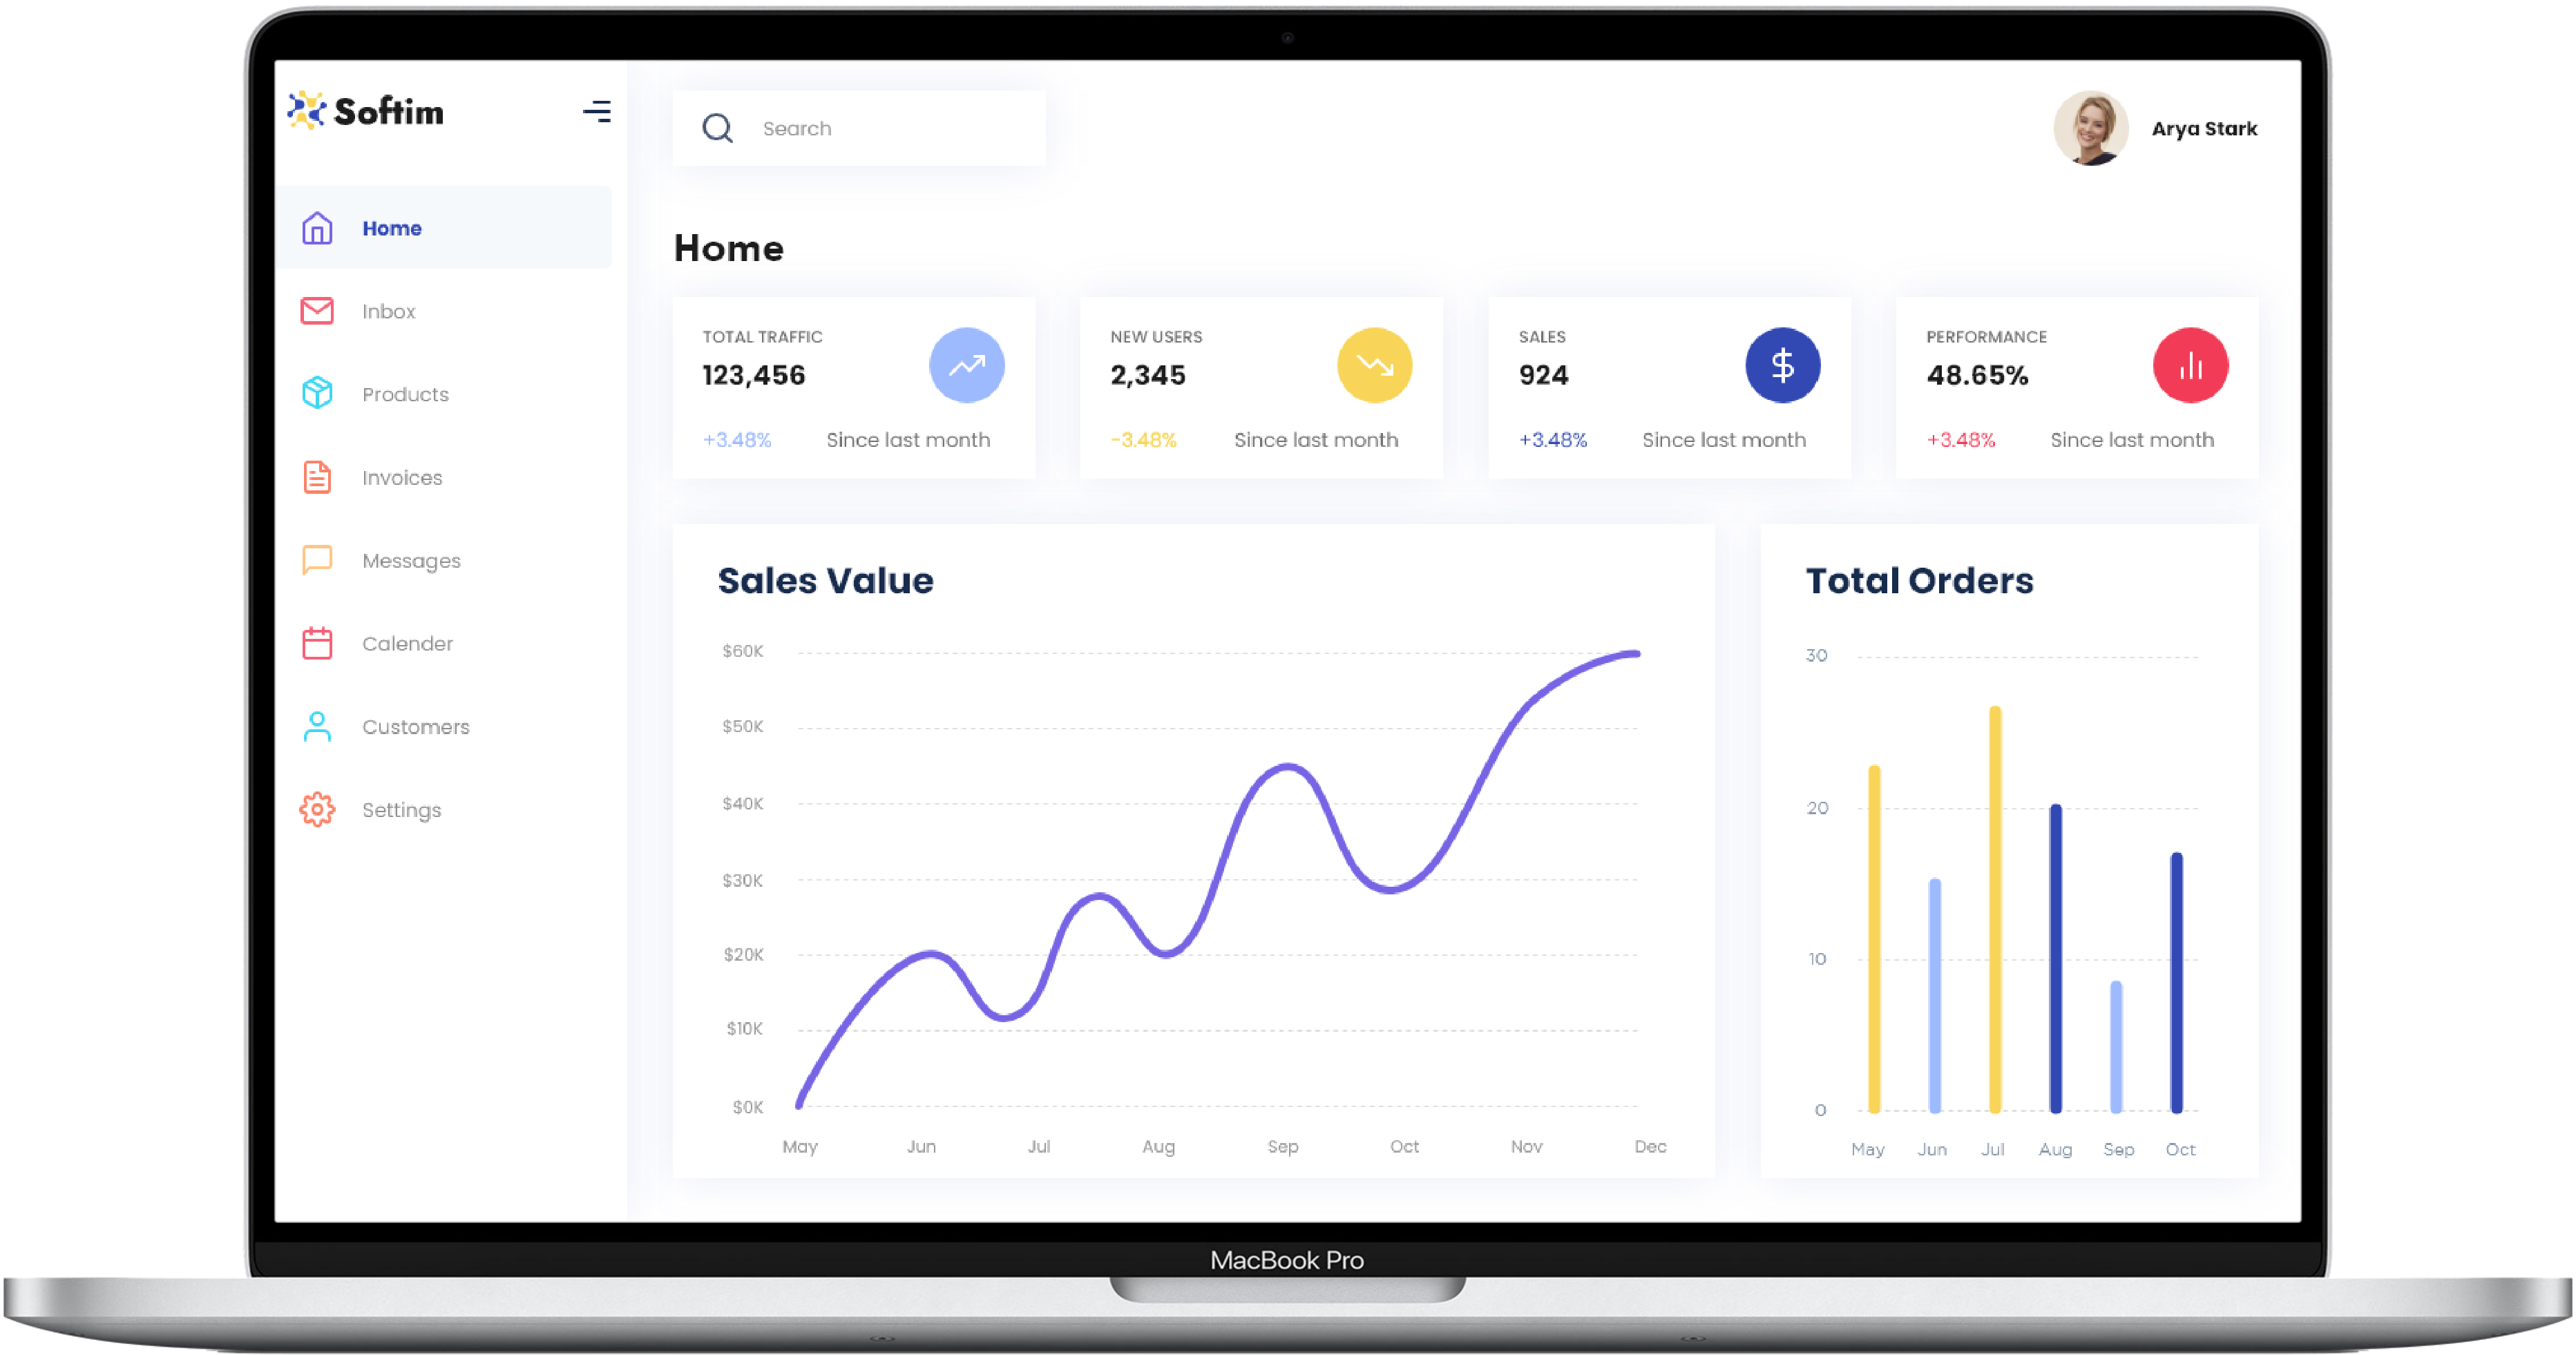 Softim
Search
Arya Stark
Home
Inbox
Products
Invoices
Messages
Calender
Customers
Settings
Home
TOTAL TRAFFIC
123,456
+3.48% Since last month
NEW USERS
2,345
-3.48% Since last month
SALES
924
+3.48% Since last month
PERFORMANCE
48.65%
+3.48% Since last month
Sales Value
$60K
$50K
$40K
$30K
$20K
$10K
$0K
May Jun Jul Aug Sep Oct Nov Dec
Total Orders
30
20
10
0
May Jun Jul Aug Sep Oct
MacBook Pro